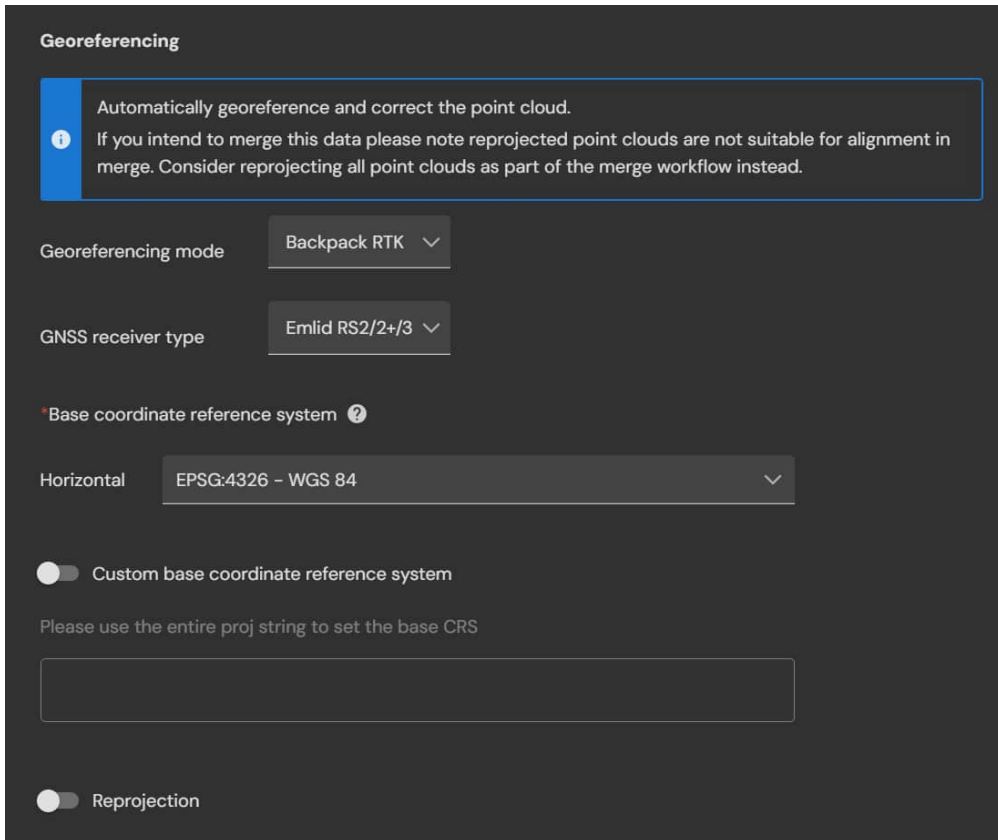 Georeferencing
Automatically georeference and correct the point cloud.
If you intend to merge this data please note reprojected point clouds are not suitable for alignment in
merge. Consider reprojecting all point clouds as part of the merge workflow instead.
Georeferencing mode Backpack RTK
GNSS receiver type Emlid RS2/2+/3
*Base coordinate reference system
Horizontal EPSG:4326 - WGS 84
Custom base coordinate reference system
Please use the entire proj string to set the base CRS
Reprojection